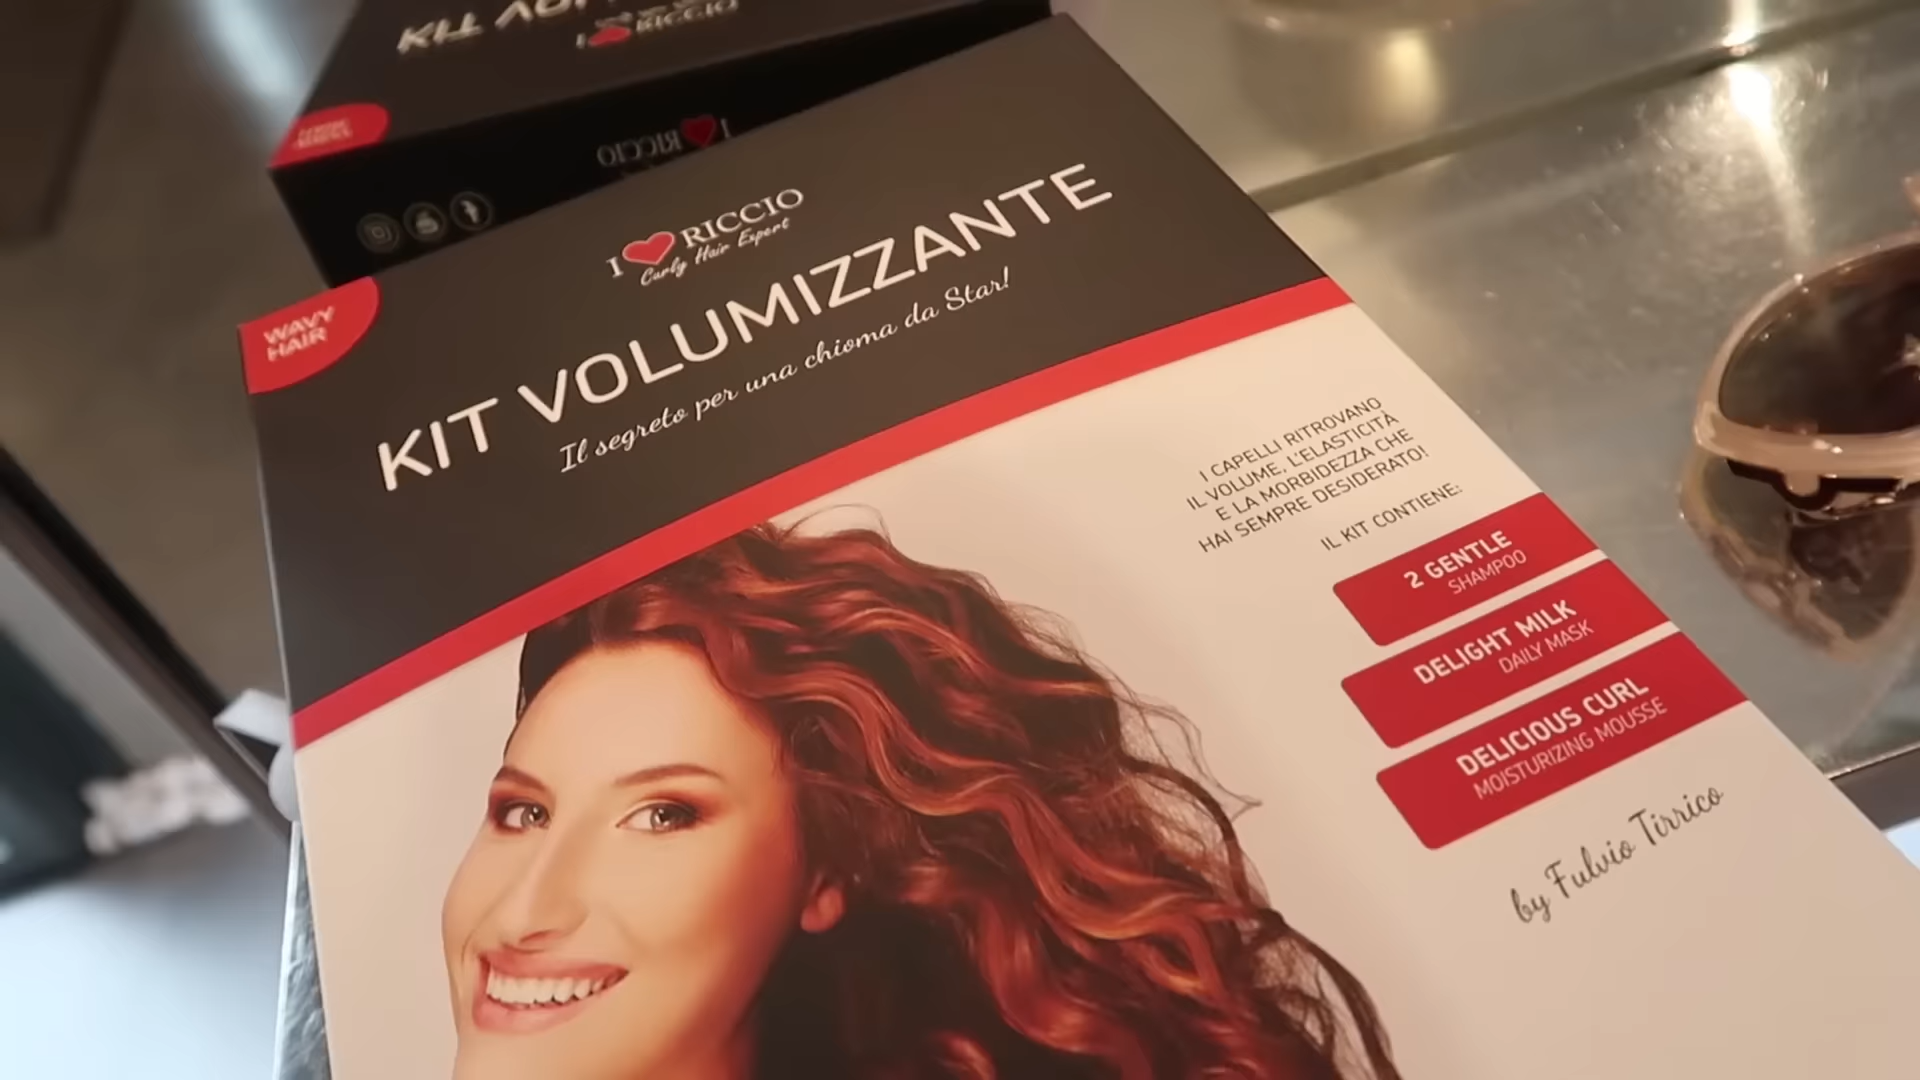 I RICCIO
WAVY
HAIR
I RICCIO
Curly Hair Expert
KIT VOLUMIZZANTE
Il segreto per una chioma da Star!
I CAPELLI RITROVANO
IL VOLUME, L'ELASTICITÀ
E LA MORBIDEZZA CHE
HAI SEMPRE DESIDERATO!
IL KIT CONTIENE:
2 GENTLE
SHAMPOO
DELIGHT MILK
DAILY MASK
DELICIOUS CURL
MOISTURIZING MOUSSE
by Fulvio Tirrico